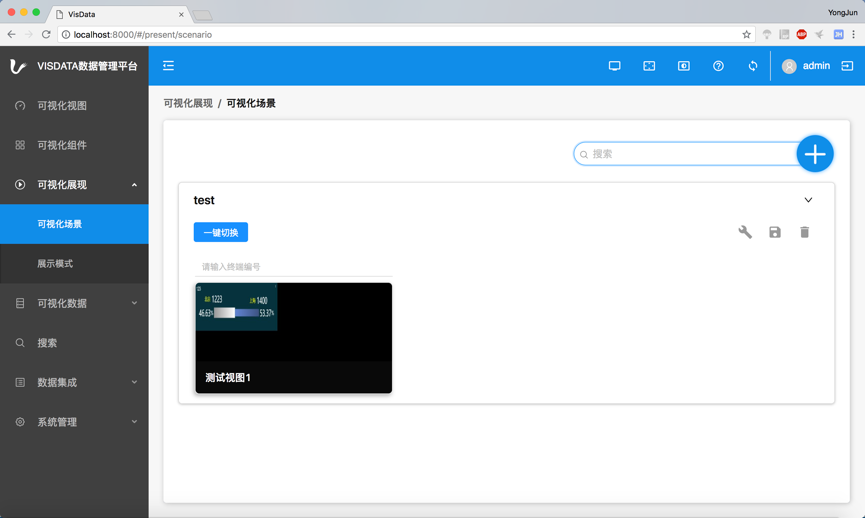 VisData
YongJun
localhost:8000/#/present/scenario
ABP
JH
VISDATA数据管理平台
admin
可视化视图
可视化组件
可视化展现
可视化场景
展示模式
可视化数据
搜索
数据集成
系统管理
可视化展现 / 可视化场景
搜索
test
一键切换
请输入终端编号
1223
1400
46.63%
53.37%
测试视图1